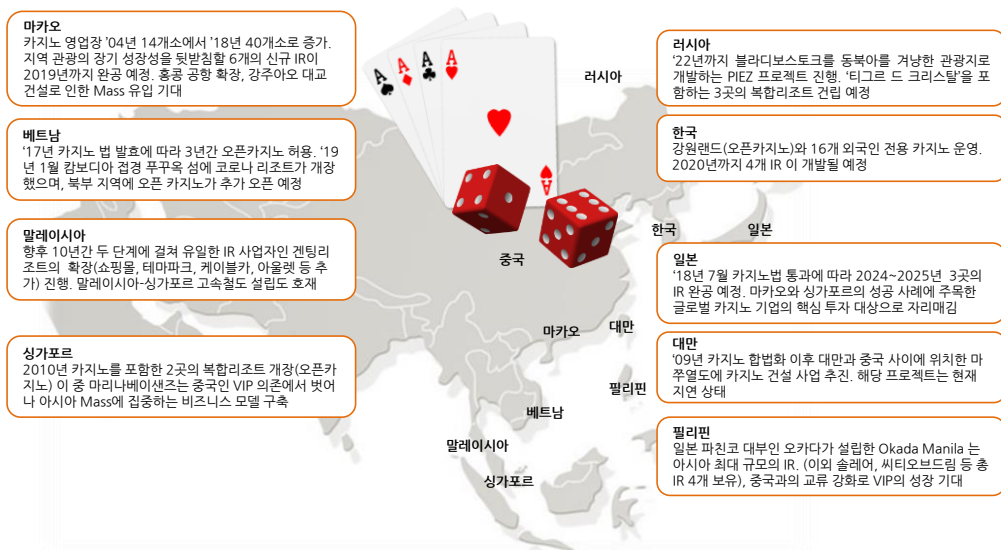 마카오
카지노 영업장 ’04년 14개소에서 ’18년 40개소로 증가.
지역 관광의 장기 성장성을 뒷받침할 6개의 신규 IR이
2019년까지 완공 예정. 홍콩 공항 확장, 강주아오 대교
건설로 인한 Mass 유입 기대
베트남
‘17년 카지노 법 발효에 따라 3년간 오픈카지노 허용. ‘19
년 1월 캄보디아 접경 푸꾸옥 섬에 코로나 리조트가 개장
했으며, 북부 지역에 오픈 카지노가 추가 오픈 예정
말레이시아
향후 10년간 두 단계에 걸쳐 유일한 IR 사업자인 겐팅리
조트의 확장(쇼핑몰, 테마파크, 케이블카, 아울렛 등 추
가) 진행. 말레이시아-싱가포르 고속철도 설립도 호재
싱가포르
2010년 카지노를 포함한 2곳의 복합리조트 개장(오픈카
지노) 이 중 마리나베이샌즈는 중국인 VIP 의존에서 벗어
나 아시아 Mass에 집중하는 비즈니스 모델 구축
A
A
A
A
A
러시아
중국
한국
일본
마카오
대만
필리핀
베트남
말레이시아
싱가포르
러시아
‘22년까지 블라디보스토크를 동북아를 겨냥한 관광지로
개발하는 PIEZ 프로젝트 진행. ‘티그르 드 크리스탈’을 포
함하는 3곳의 복합리조트 건립 예정
한국
강원랜드(오픈카지노)와 16개 외국인 전용 카지노 운영.
2020년까지 4개 IR 이 개발될 예정
일본
‘18년 7월 카지노법 통과에 따라 2024~2025년 3곳의
IR 완공 예정. 마카오와 싱가포르의 성공 사례에 주목한
글로벌 카지노 기업의 핵심 투자 대상으로 자리매김
대만
‘09년 카지노 합법화 이후 대만과 중국 사이에 위치한 마
쭈열도에 카지노 건설 사업 추진. 해당 프로젝트는 현재
지연 상태
필리핀
일본 파친코 대부인 오카다가 설립한 Okada Manila 는
아시아 최대 규모의 IR. (이외 솔레어, 씨티오브드림 등 총
IR 4개 보유), 중국과의 교류 강화로 VIP의 성장 기대